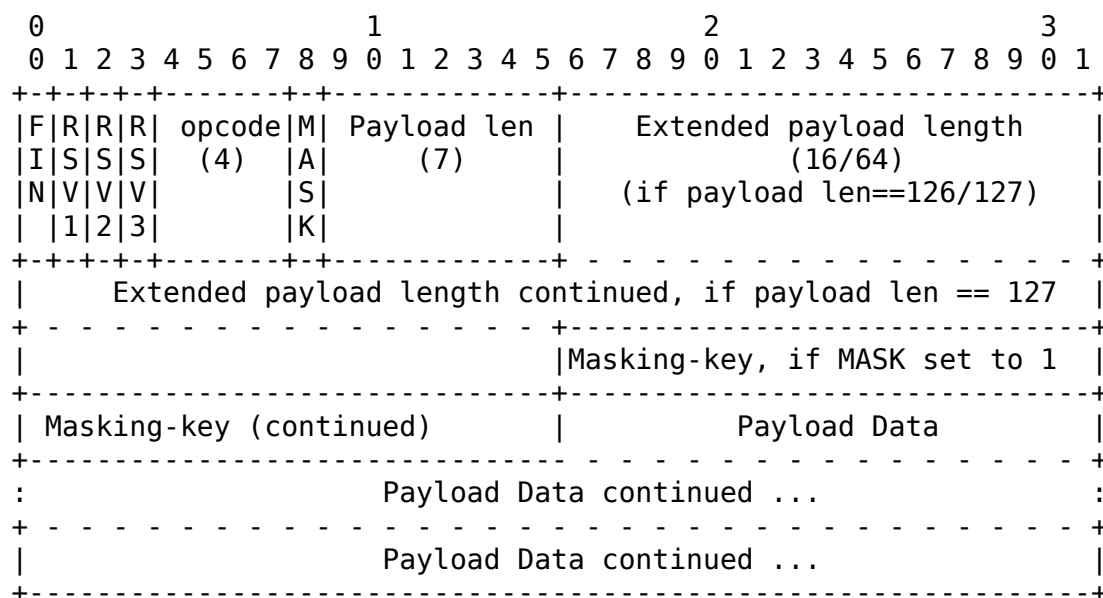 0                   1                   2                   3
 0 1 2 3 4 5 6 7 8 9 0 1 2 3 4 5 6 7 8 9 0 1 2 3 4 5 6 7 8 9 0 1
+-+-+-+-+-------+-+-------------+-------------------------------+
|F|R|R|R| opcode|M| Payload len |    Extended payload length    |
|I|S|S|S|  (4)  |A|     (7)     |             (16/64)           |
|N|V|V|V|       |S|             |   (if payload len==126/127)   |
| |1|2|3|       |K|             |                               |
+-+-+-+-+-------+-+-------------+ - - - - - - - - - - - - - - - +
|     Extended payload length continued, if payload len == 127  |
+ - - - - - - - - - - - - - - - +-------------------------------+
|                               |Masking-key, if MASK set to 1  |
+-------------------------------+-------------------------------+
| Masking-key (continued)       |          Payload Data         |
+-------------------------------- - - - - - - - - - - - - - - - +
:                     Payload Data continued ...                :
+ - - - - - - - - - - - - - - - - - - - - - - - - - - - - - - - +
|                     Payload Data continued ...                |
+---------------------------------------------------------------+